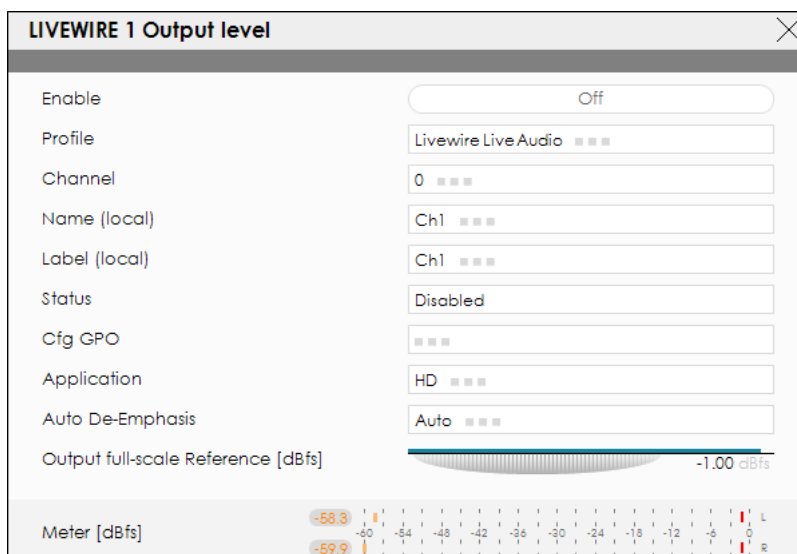 LIVEWIRE 1 Output level
Enable Off
Profile Livewire Live Audio
Channel 0
Name (local) Ch1
Label (local) Ch1
Status Disabled
Cfg GPO
Application HD
Auto De-Emphasis Auto
Output full-scale Reference [dBfs] -1.00 dBfs
-58.3 L
Meter [dBfs] -60 -54 -48 -42 -36 -30 -24 -18 -12 -6 0
-59.9 R